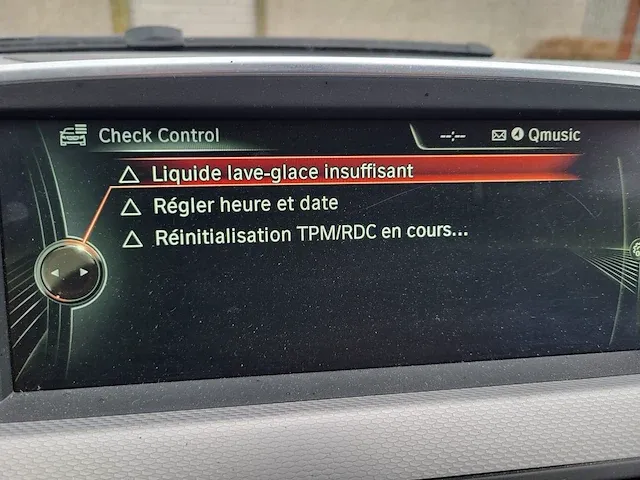 Check Control
--:-- Qmusic
Liquide lave-glace insuffisant
Régler heure et date
Réinitialisation TPM/RDC en cours...